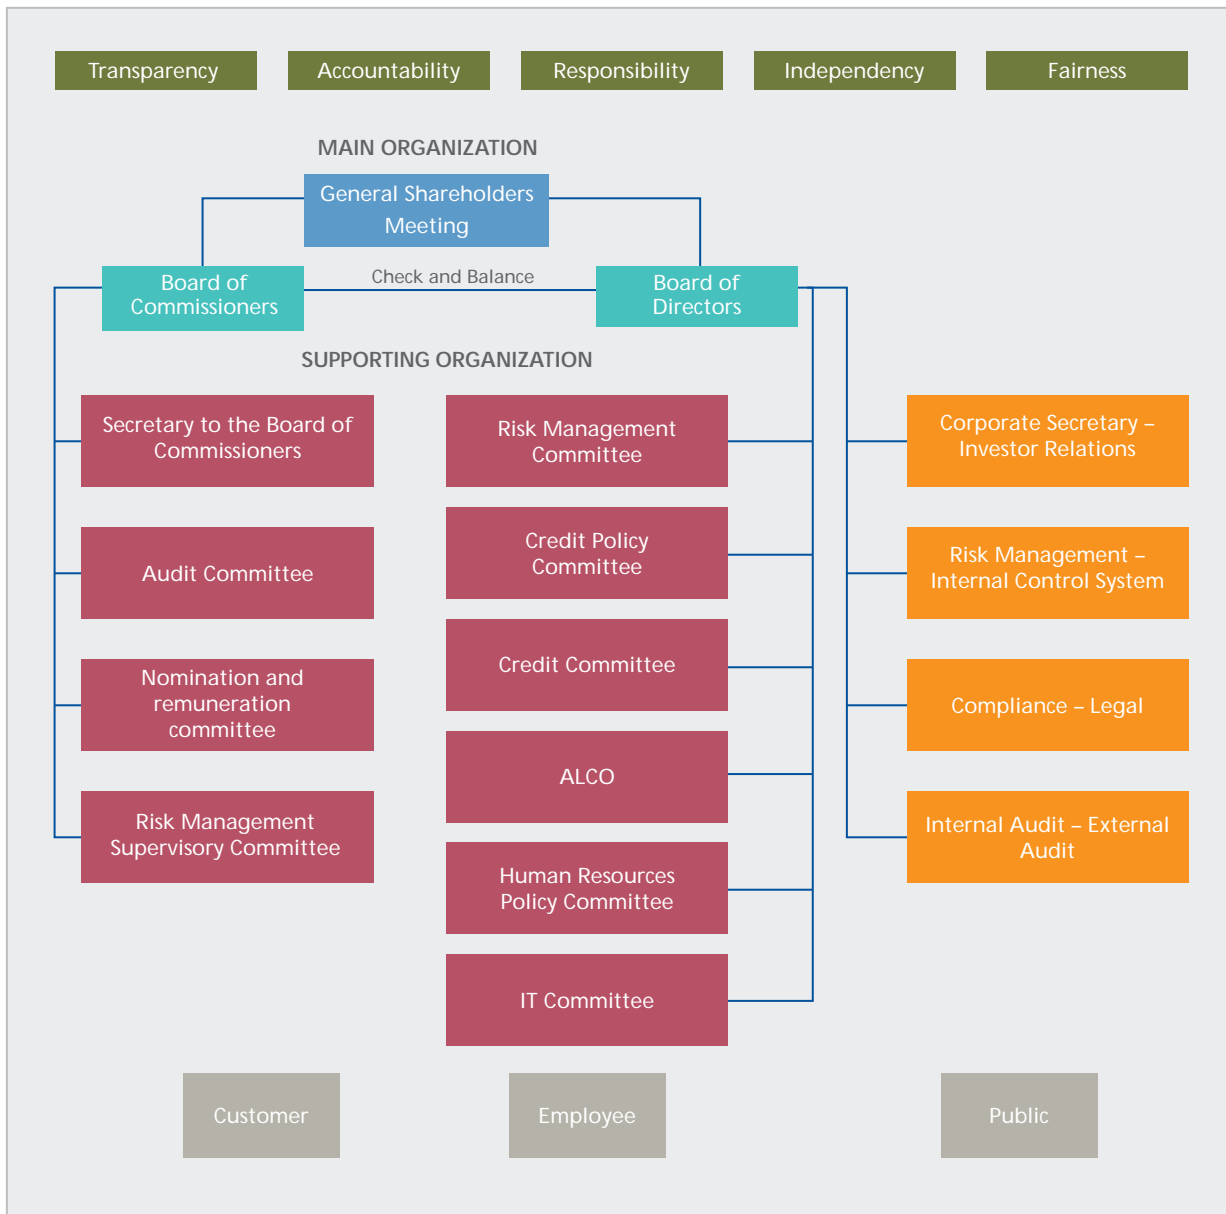 Transparency
Accountability
Responsibility
Independency
Fairness
MAIN ORGANIZATION
General Shareholders
Meeting
Board of
Commissioners
Check and Balance
Board of
Directors
SUPPORTING ORGANIZATION
Secretary to the Board of
Commissioners
Audit Committee
Nomination and
remuneration
committee
Risk Management
Supervisory Committee
Risk Management
Committee
Credit Policy
Committee
Credit Committee
ALCO
Human Resources
Policy Committee
IT Committee
Corporate Secretary –
Investor Relations
Risk Management –
Internal Control System
Compliance – Legal
Internal Audit – External
Audit
Customer
Employee
Public